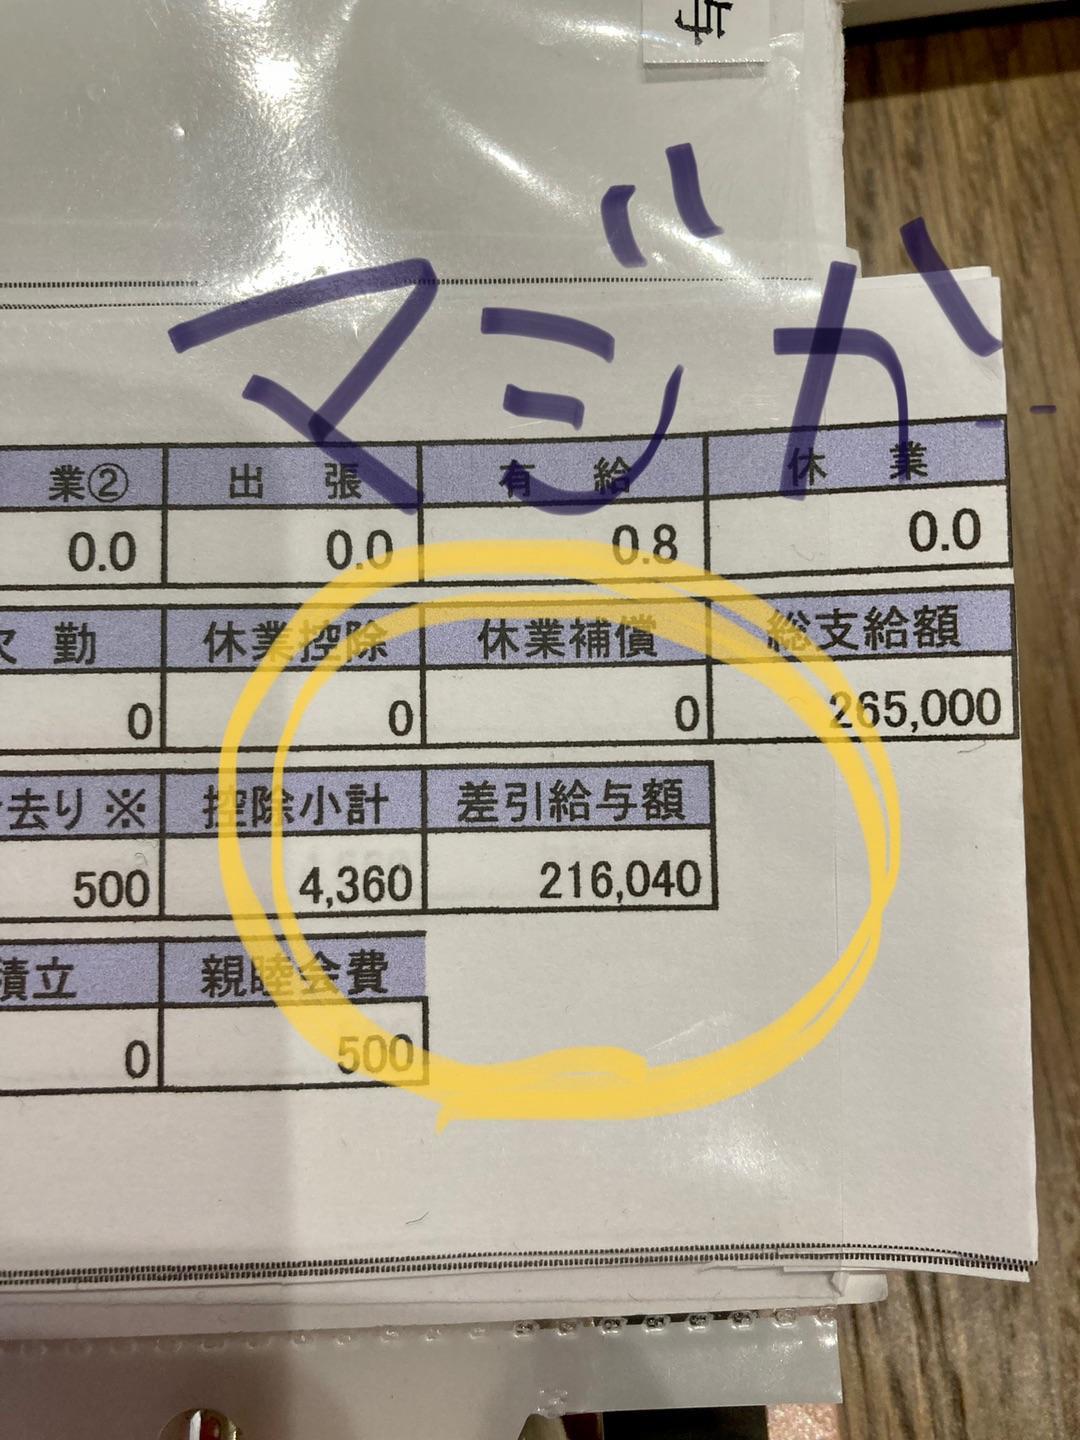 マジか
業② 出張 有給 休業
0.0 0.0 0.8 0.0
勤 休業控除 休業補償 総支給額
0 0 0 265,000
去り※ 控除小計 差引給与額
500 4,360 216,040
積立 親睦会費
0 500